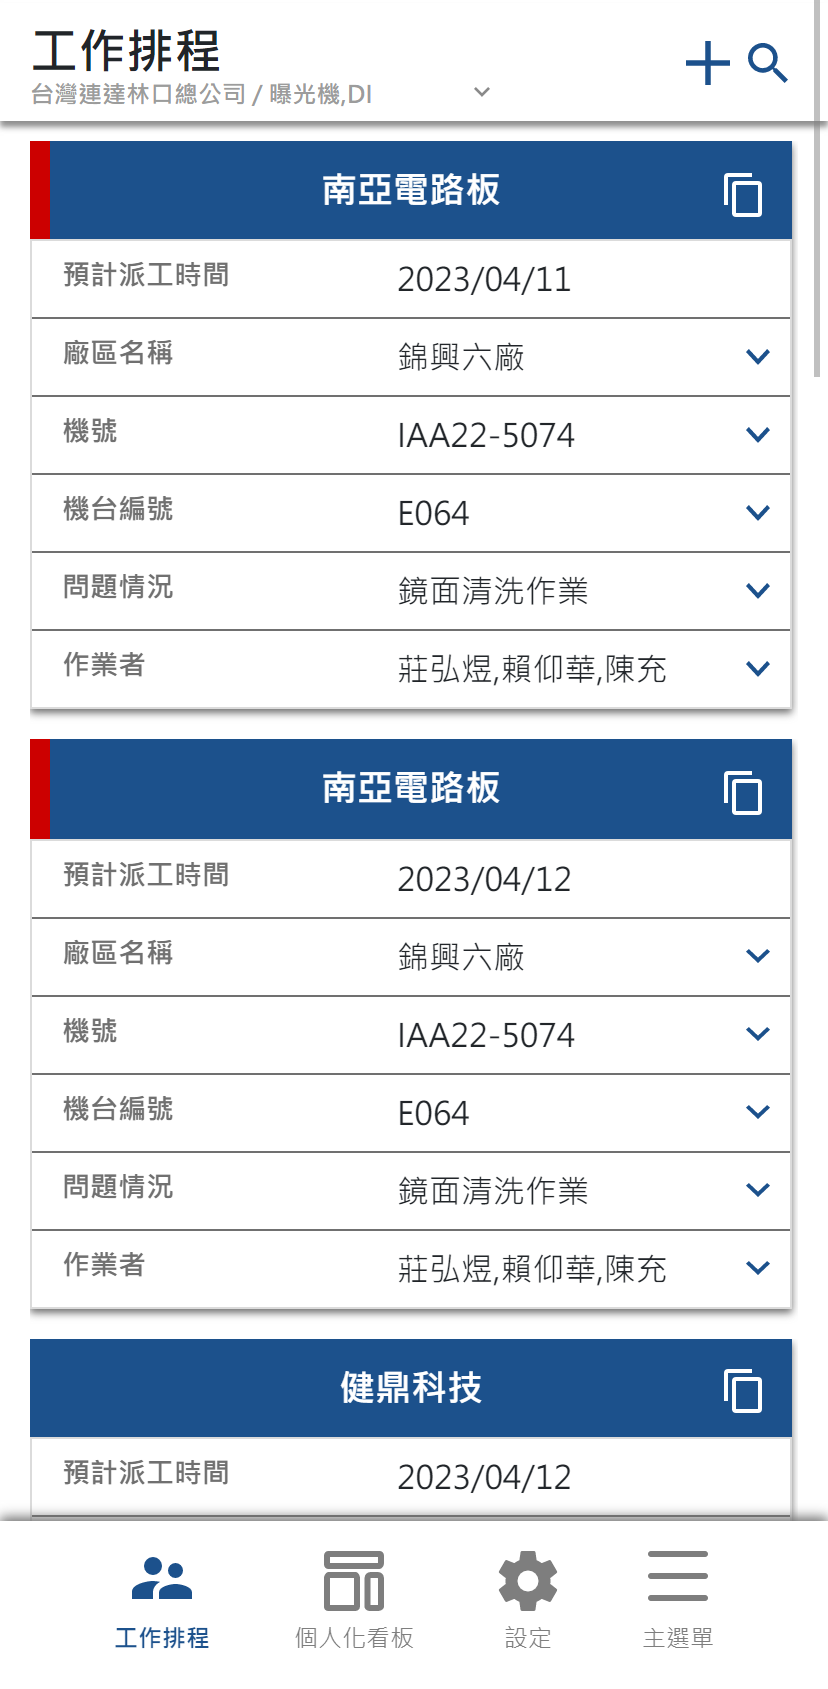 工作排程
台灣連達林口總公司 / 曝光機,DI
南亞電路板
預計派工時間 2023/04/11
廠區名稱 錦興六廠
機號 IAA22-5074
機台編號 E064
問題情況 鏡面清洗作業
作業者 莊弘煜,賴仰華,陳充
南亞電路板
預計派工時間 2023/04/12
廠區名稱 錦興六廠
機號 IAA22-5074
機台編號 E064
問題情況 鏡面清洗作業
作業者 莊弘煜,賴仰華,陳充
健鼎科技
預計派工時間 2023/04/12
工作排程 個人化看板 設定 主選單